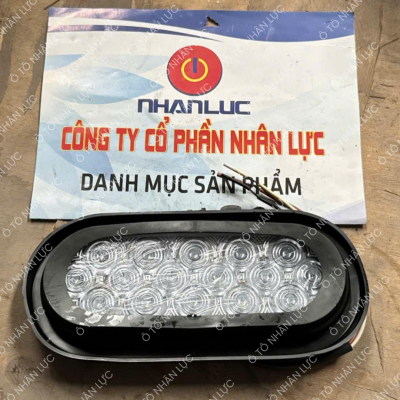 NHANLUC
CÔNG TY CỔ PHẦN NHÂN LỰC
DANH MỤC SẢN PHẨM
Ô TÔ NHÂN LỰC